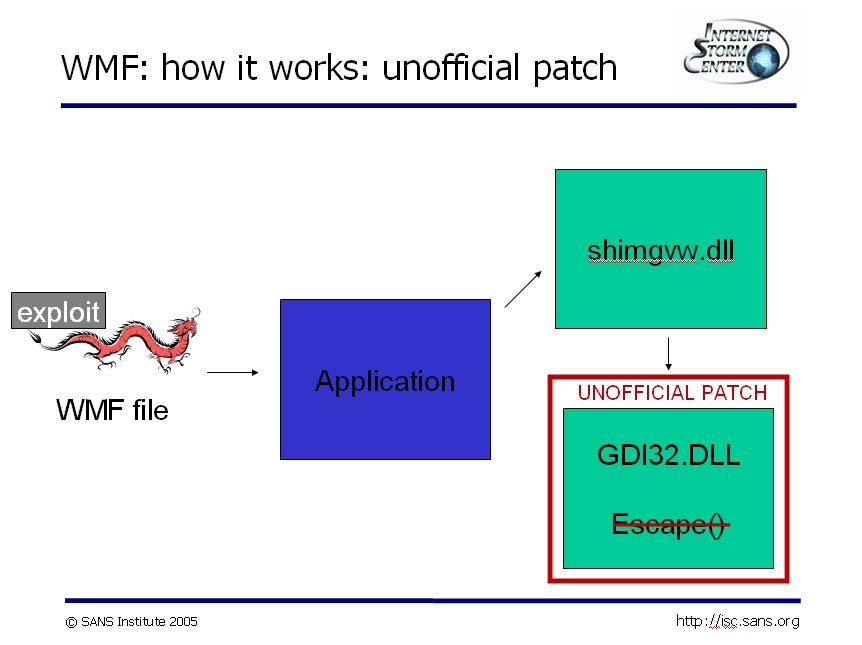 WMF: how it works: unofficial patch
INTERNET
STORM
CENTER
shimgvw.dll
exploit
Application
WMF file
UNOFFICIAL PATCH
GDI32.DLL
Escape()
© SANS Institute 2005
http://isc.sans.org